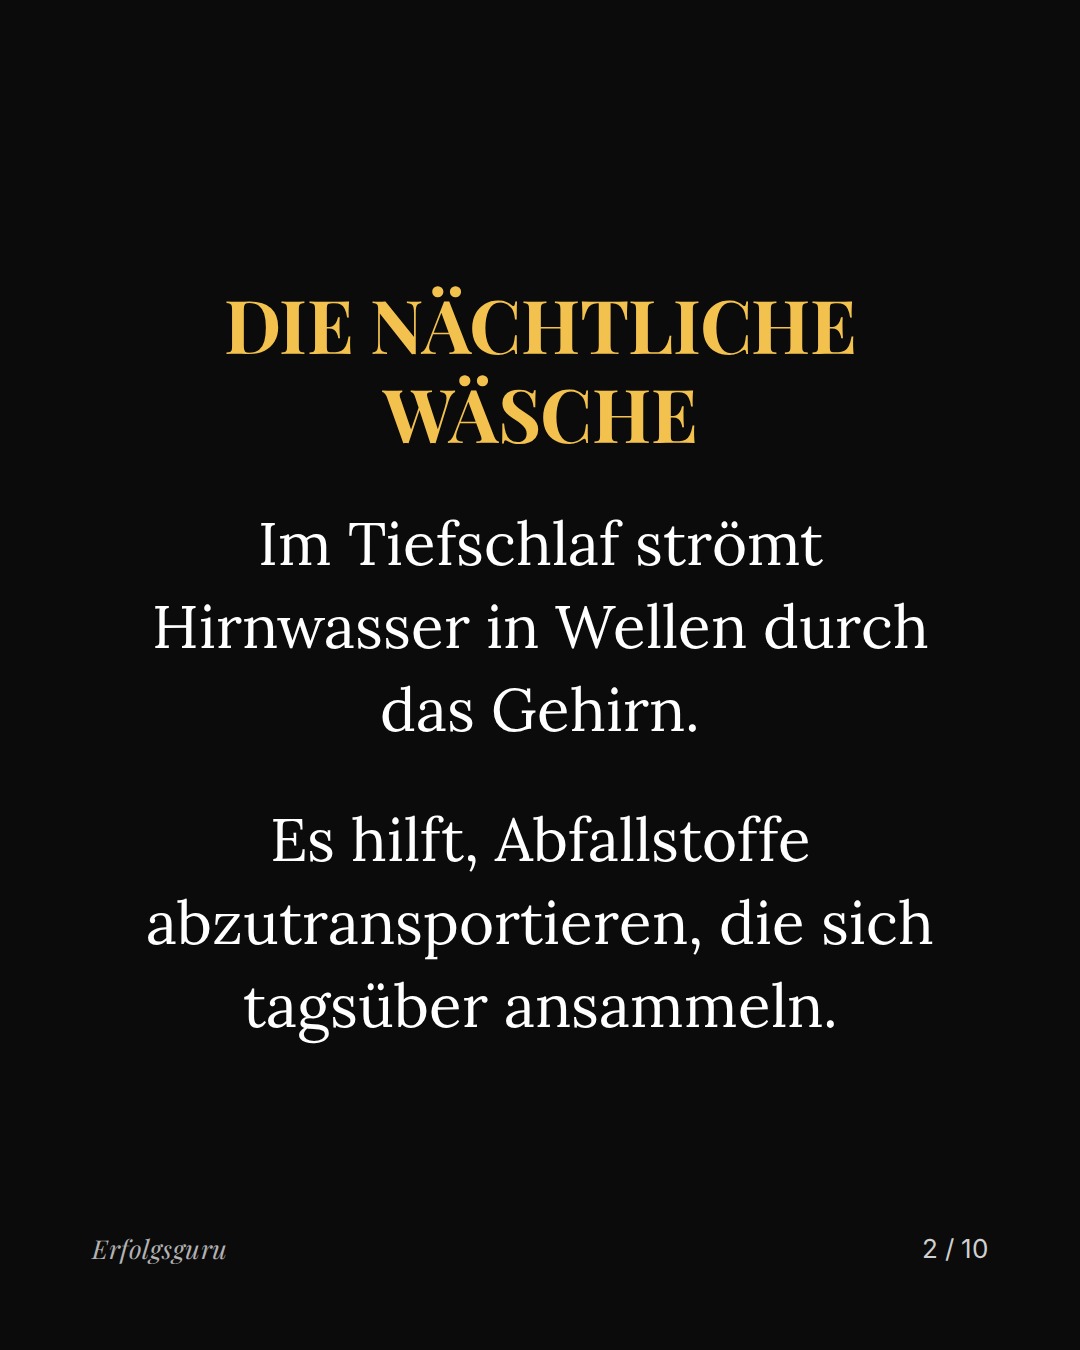 DIE NÄCHTLICHE
WÄSCHE
Im Tiefschlaf strömt
Hirnwasser in Wellen durch
das Gehirn.
Es hilft, Abfallstoffe
abzutransportieren, die sich
tagsüber ansammeln.
Erfolgsguru
2 / 10